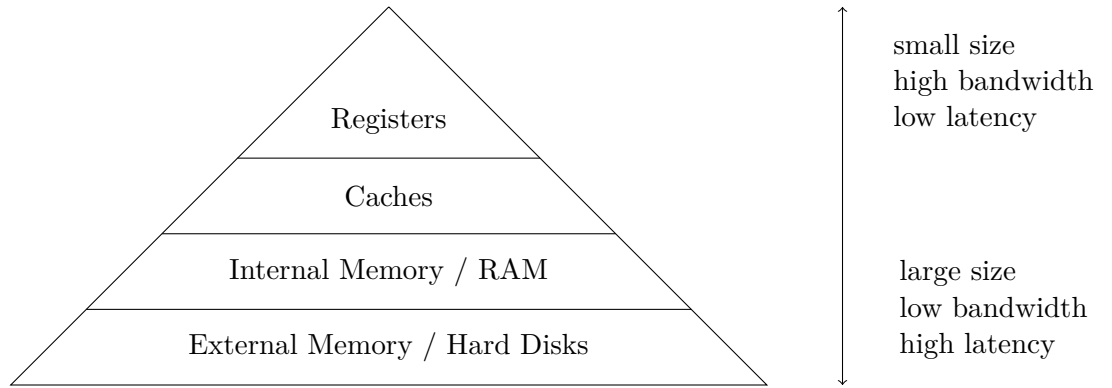 Registers
Caches
Internal Memory / RAM
External Memory / Hard Disks
small size
high bandwidth
low latency
large size
low bandwidth
high latency